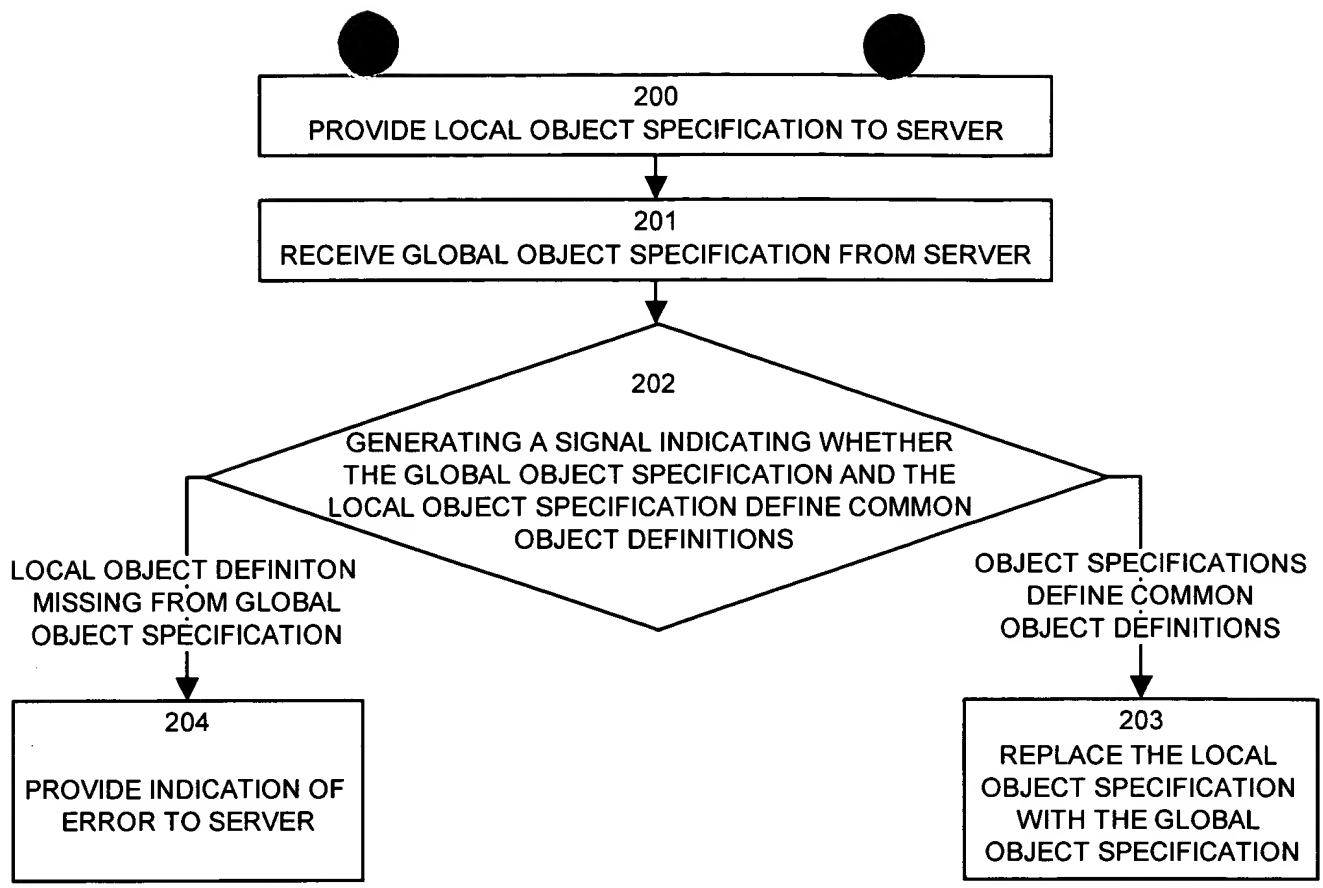 200
PROVIDE LOCAL OBJECT SPECIFICATION TO SERVER
201
RECEIVE GLOBAL OBJECT SPECIFICATION FROM SERVER
202
GENERATING A SIGNAL INDICATING WHETHER
THE GLOBAL OBJECT SPECIFICATION AND THE
LOCAL OBJECT SPECIFICATION DEFINE COMMON
OBJECT DEFINITIONS
LOCAL OBJECT DEFINITON
MISSING FROM GLOBAL
OBJECT SPECIFICATION
OBJECT SPECIFICATIONS
DEFINE COMMON
OBJECT DEFINITIONS
204
PROVIDE INDICATION OF
ERROR TO SERVER
203
REPLACE THE LOCAL
OBJECT SPECIFICATION
WITH THE GLOBAL
OBJECT SPECIFICATION